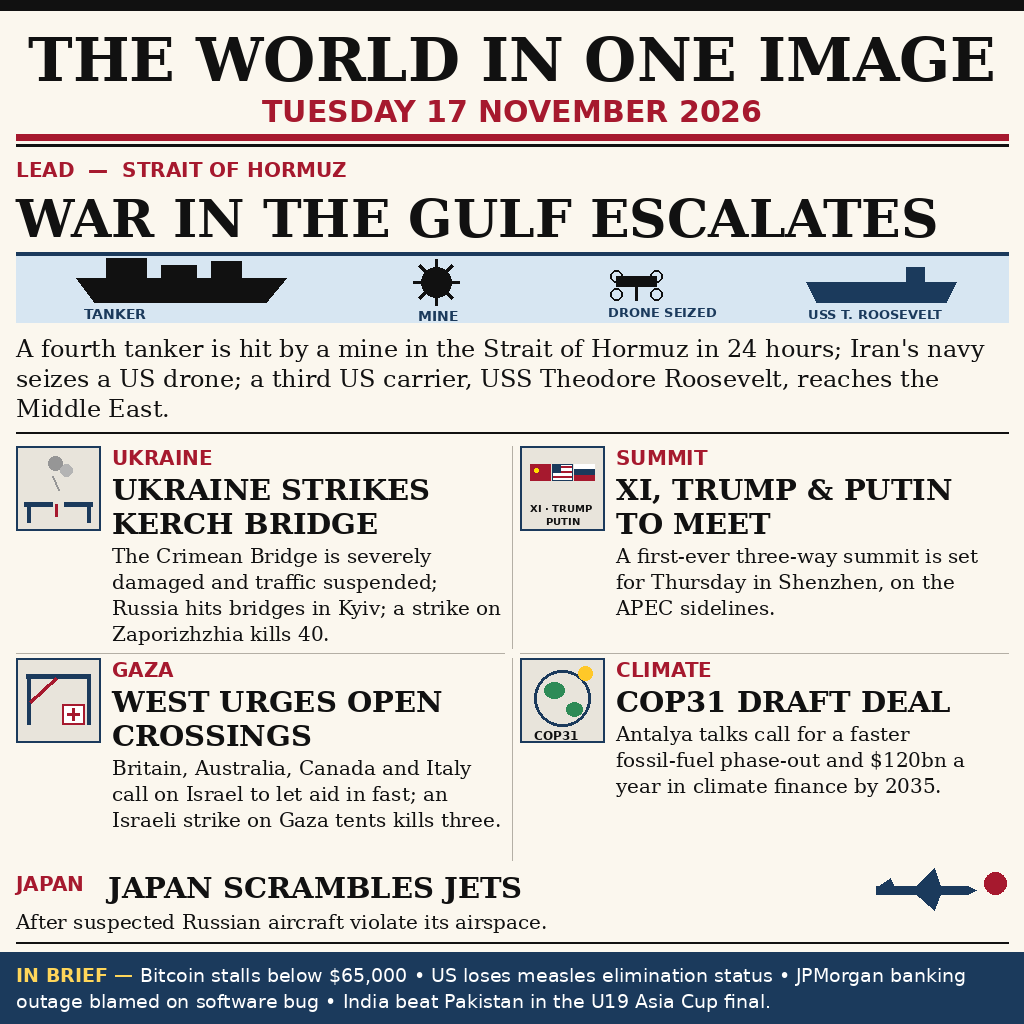 THE WORLD IN ONE IMAGE
TUESDAY 17 NOVEMBER 2026
LEAD — STRAIT OF HORMUZ
WAR IN THE GULF ESCALATES
TANKER
MINE
DRONE SEIZED
USS T. ROOSEVELT
A fourth tanker is hit by a mine in the Strait of Hormuz in 24 hours; Iran's navy
seizes a US drone; a third US carrier, USS Theodore Roosevelt, reaches the
Middle East.
UKRAINE
UKRAINE STRIKES
KERCH BRIDGE
The Crimean Bridge is severely
damaged and traffic suspended;
Russia hits bridges in Kyiv; a strike on
Zaporizhzhia kills 40.
XI · TRUMP
PUTIN
SUMMIT
XI, TRUMP & PUTIN
TO MEET
A first-ever three-way summit is set
for Thursday in Shenzhen, on the
APEC sidelines.
GAZA
WEST URGES OPEN
CROSSINGS
Britain, Australia, Canada and Italy
call on Israel to let aid in fast; an
Israeli strike on Gaza tents kills three.
COP31
CLIMATE
COP31 DRAFT DEAL
Antalya talks call for a faster
fossil-fuel phase-out and $120bn a
year in climate finance by 2035.
JAPAN
JAPAN SCRAMBLES JETS
After suspected Russian aircraft violate its airspace.
IN BRIEF — Bitcoin stalls below $65,000 • US loses measles elimination status • JPMorgan banking
outage blamed on software bug • India beat Pakistan in the U19 Asia Cup final.